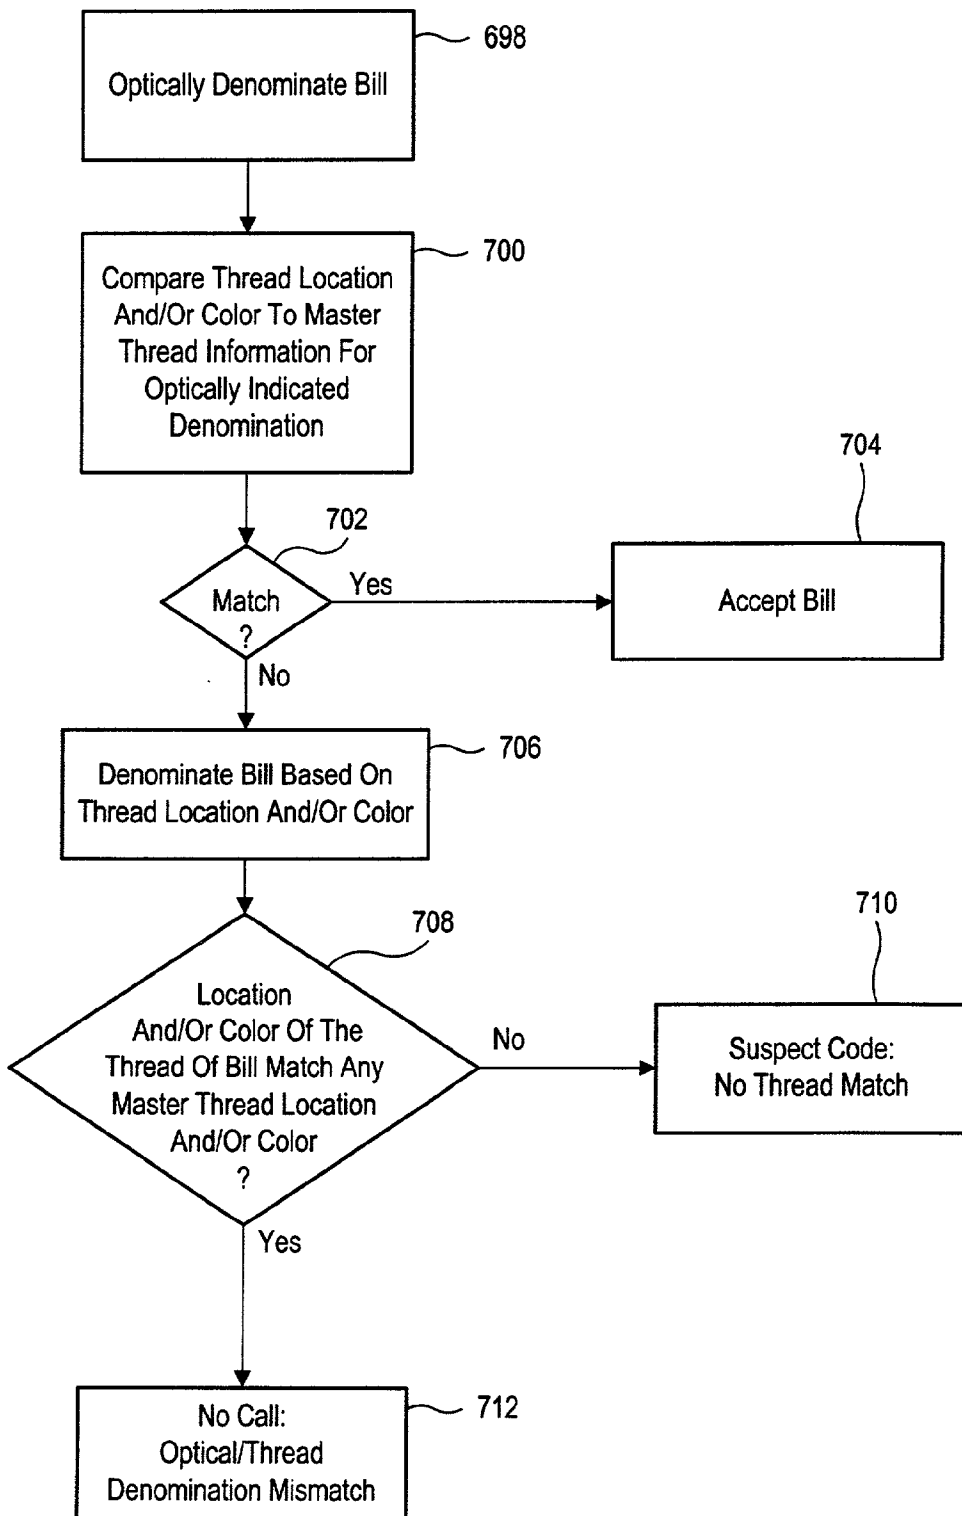 698
Optically Denominate Bill
700
Compare Thread Location
And/Or Color To Master
Thread Information For
Optically Indicated
Denomination
702
704
Match
?
Yes
Accept Bill
No
706
Denominate Bill Based On
Thread Location And/Or Color
708
710
Location
And/Or Color Of The
Thread Of Bill Match Any
Master Thread Location
And/Or Color
?
No
Suspect Code:
No Thread Match
Yes
712
No Call:
Optical/Thread
Denomination Mismatch